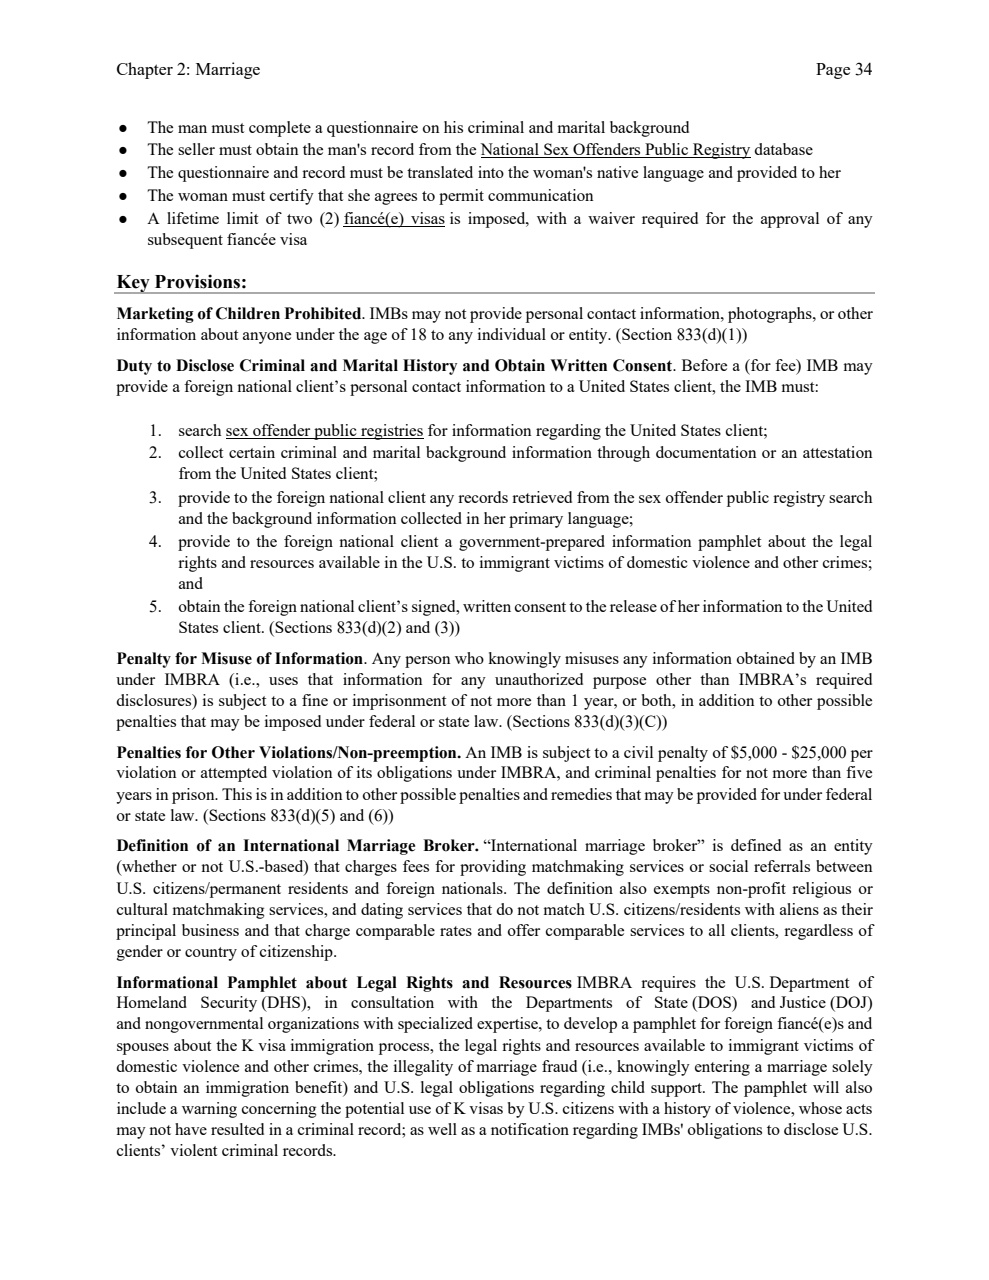 Chapter 2: Marriage Page 34
● The man must complete a questionnaire on his criminal and marital background
● The seller must obtain the man's record from the National Sex Offenders Public Registry database
● The questionnaire and record must be translated into the woman's native language and provided to her
● The woman must certify that she agrees to permit communication
● A lifetime limit of two (2) fiancé(e) visas is imposed, with a waiver required for the approval of any
subsequent fiancée visa
Key Provisions:
Marketing of Children Prohibited. IMBs may not provide personal contact information, photographs, or other
information about anyone under the age of 18 to any individual or entity. (Section 833(d)(1))
Duty to Disclose Criminal and Marital History and Obtain Written Consent. Before a (for fee) IMB may
provide a foreign national client’s personal contact information to a United States client, the IMB must:
1. search sex offender public registries for information regarding the United States client;
2. collect certain criminal and marital background information through documentation or an attestation
from the United States client;
3. provide to the foreign national client any records retrieved from the sex offender public registry search
and the background information collected in her primary language;
4. provide to the foreign national client a government-prepared information pamphlet about the legal
rights and resources available in the U.S. to immigrant victims of domestic violence and other crimes;
and
5. obtain the foreign national client’s signed, written consent to the release of her information to the United
States client. (Sections 833(d)(2) and (3))
Penalty for Misuse of Information. Any person who knowingly misuses any information obtained by an IMB
under IMBRA (i.e., uses that information for any unauthorized purpose other than IMBRA’s required
disclosures) is subject to a fine or imprisonment of not more than 1 year, or both, in addition to other possible
penalties that may be imposed under federal or state law. (Sections 833(d)(3)(C))
Penalties for Other Violations/Non-preemption. An IMB is subject to a civil penalty of $5,000 - $25,000 per
violation or attempted violation of its obligations under IMBRA, and criminal penalties for not more than five
years in prison. This is in addition to other possible penalties and remedies that may be provided for under federal
or state law. (Sections 833(d)(5) and (6))
Definition of an International Marriage Broker. “International marriage broker” is defined as an entity
(whether or not U.S.-based) that charges fees for providing matchmaking services or social referrals between
U.S. citizens/permanent residents and foreign nationals. The definition also exempts non-profit religious or
cultural matchmaking services, and dating services that do not match U.S. citizens/residents with aliens as their
principal business and that charge comparable rates and offer comparable services to all clients, regardless of
gender or country of citizenship.
Informational Pamphlet about Legal Rights and Resources IMBRA requires the U.S. Department of
Homeland Security (DHS), in consultation with the Departments of State (DOS) and Justice (DOJ)
and nongovernmental organizations with specialized expertise, to develop a pamphlet for foreign fiancé(e)s and
spouses about the K visa immigration process, the legal rights and resources available to immigrant victims of
domestic violence and other crimes, the illegality of marriage fraud (i.e., knowingly entering a marriage solely
to obtain an immigration benefit) and U.S. legal obligations regarding child support. The pamphlet will also
include a warning concerning the potential use of K visas by U.S. citizens with a history of violence, whose acts
may not have resulted in a criminal record; as well as a notification regarding IMBs' obligations to disclose U.S.
clients’ violent criminal records.